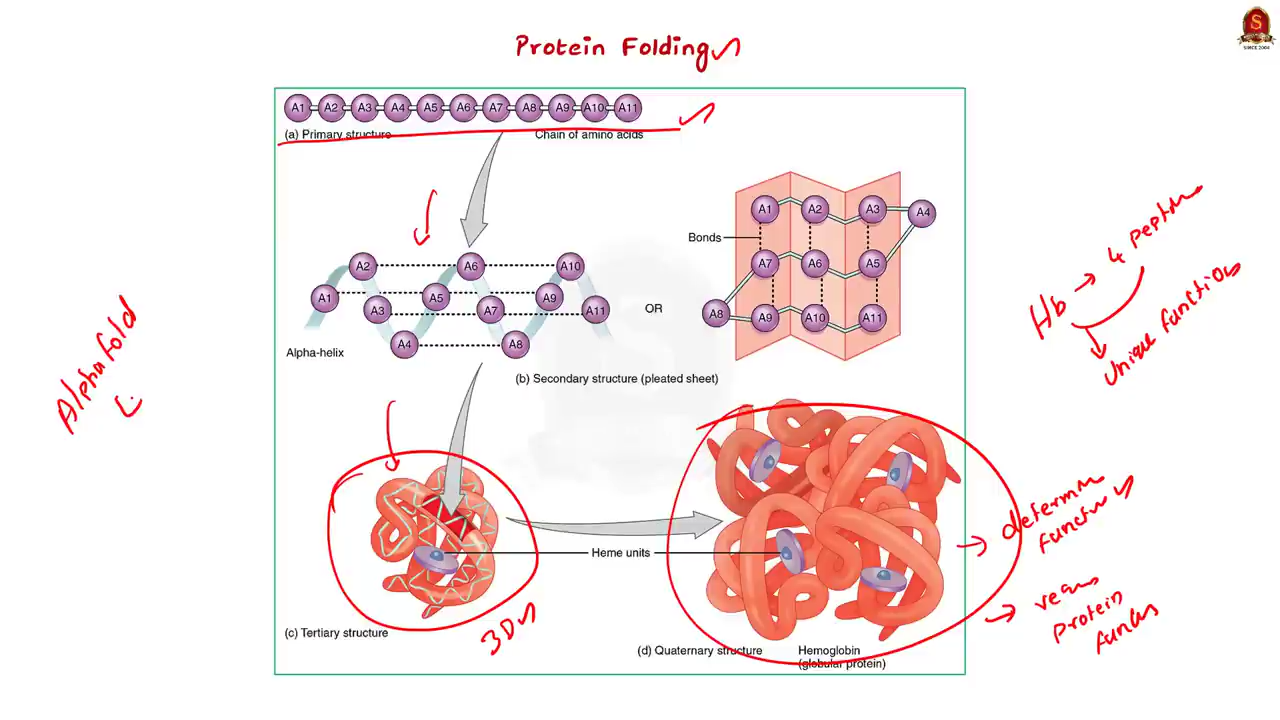 S
SINCE 2004
Protein Folding
A1 A2 A3 A4 A5 A6 A7 A8 A9 A10 A11
(a) Primary structure Chain of amino acids
A2 A6 A10
A1 A5 A9
A3 A7 A11
A4 A8
Alpha-helix
OR
Bonds
A1 A2 A3 A4
A7 A6 A5
A8 A9 A10 A11
(b) Secondary structure (pleated sheet)
Alphafold
Hb → 4
Unique function
Heme units
(c) Tertiary structure
3D
(d) Quaternary structure
Hemoglobin
(globular protein)
→
→
protein